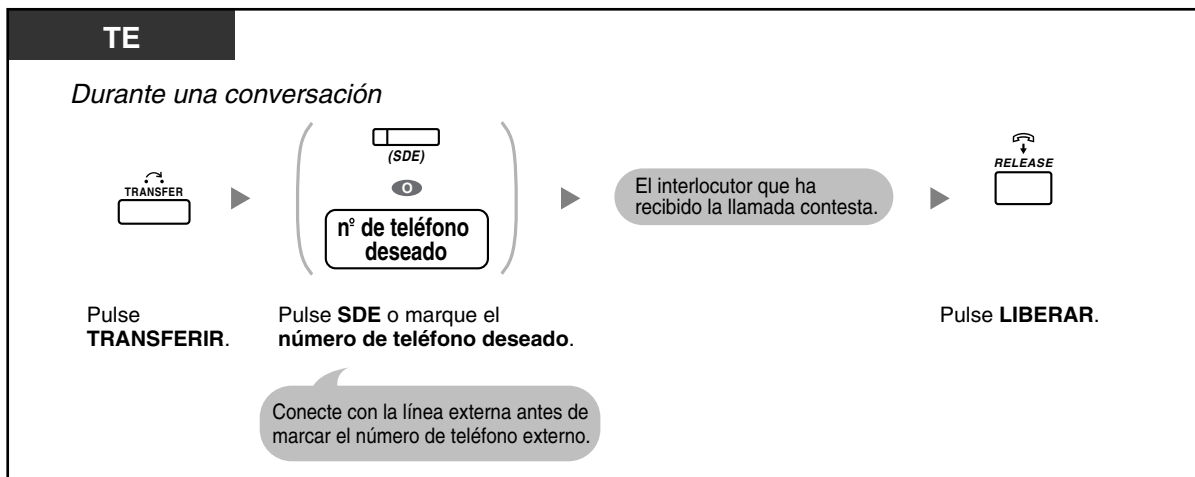 TE
Durante una conversación
TRANSFER
(SDE)
O
nº de teléfono
deseado
El interlocutor que ha
recibido la llamada contesta.
RELEASE
Pulse
TRANSFERIR.
Pulse SDE o marque el
número de teléfono deseado.
Pulse LIBERAR.
Conecte con la línea externa antes de
marcar el número de teléfono externo.